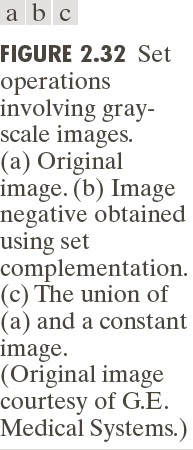 a b c
FIGURE 2.32 Set
operations
involving gray-
scale images.
(a) Original
image. (b) Image
negative obtained
using set
complementation.
(c) The union of
(a) and a constant
image.
(Original image
courtesy of G.E.
Medical Systems.)